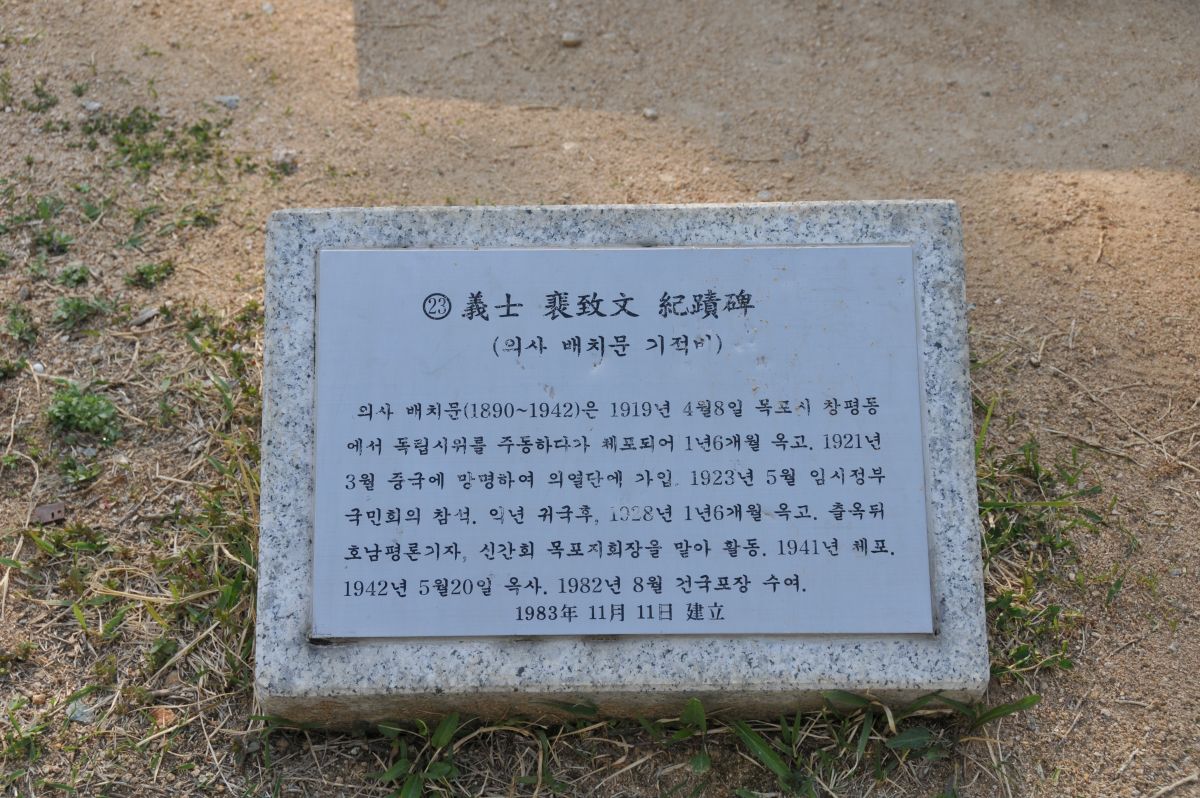 ㉓ 義士 裵致文 紀蹟碑
(의사 배치문 기적비)
의사 배치문(1890~1942)은 1919년 4월8일 목포시 창평동
에서 독립시위를 주동하다가 체포되어 1년6개월 옥고. 1921년
3월 중국에 망명하여 의열단에 가입. 1923년 5월 임시정부
국민회의 참석. 익년 귀국후, 1928년 1년6개월 옥고. 출옥뒤
호남평론기자, 신간회 목포지회장을 맡아 활동. 1941년 체포.
1942년 5월20일 옥사. 1982년 8월 건국포장 수여.
1983年 11月 11日 建立